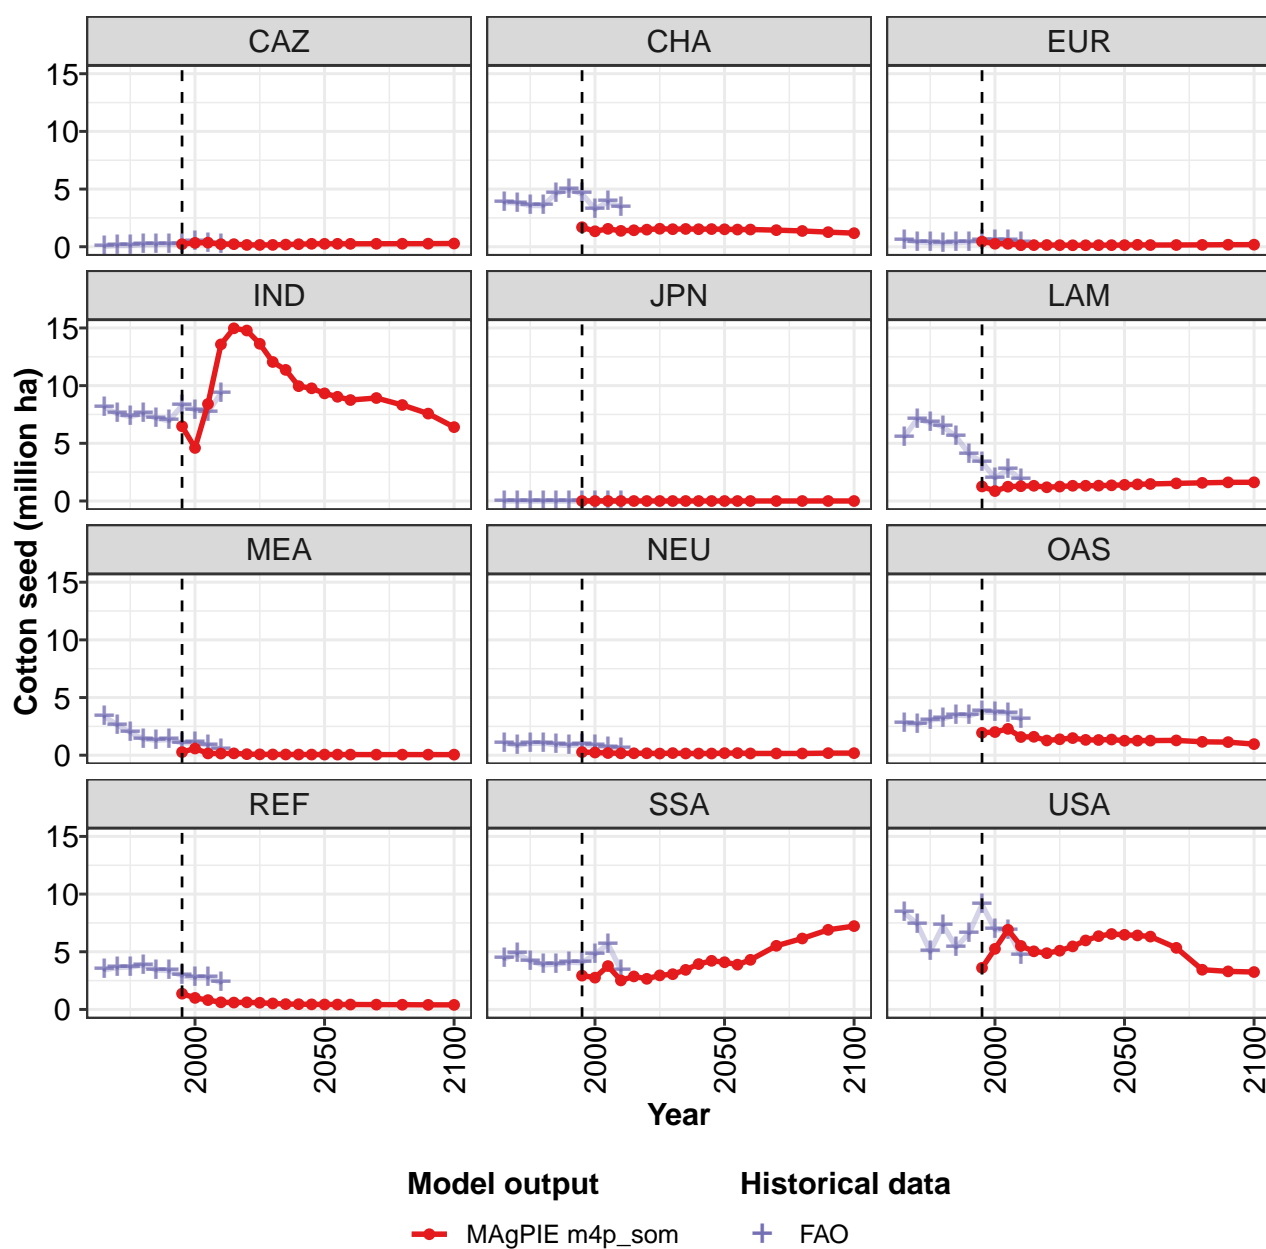 CAZ CHA EUR
15
10
5
0
IND JPN LAM
15
10
5
0
MEA NEU OAS
15
10
5
0
REF SSA USA
15
10
5
0
Cotton seed (million ha)
2000 2050 2100 2000 2050 2100 2000 2050 2100
Year
Model output Historical data
MAgPIE m4p_som FAO